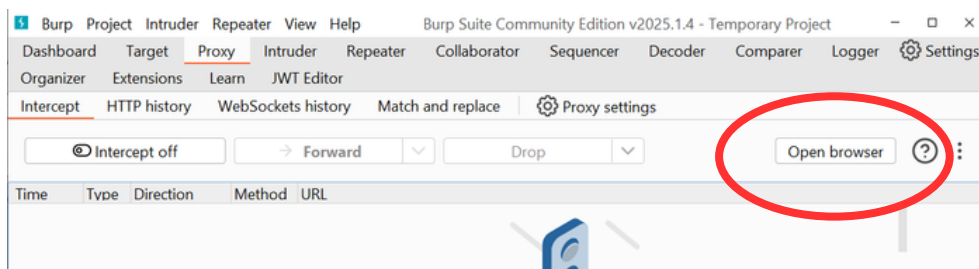 Burp Project Intruder Repeater View Help Burp Suite Community Edition v2025.1.4 - Temporary Project
Dashboard Target Proxy Intruder Repeater Collaborator Sequencer Decoder Comparer Logger Settings
Organizer Extensions Learn JWT Editor
Intercept HTTP history WebSockets history Match and replace Proxy settings
Intercept off → Forward Drop Open browser ?
Time Type Direction Method URL